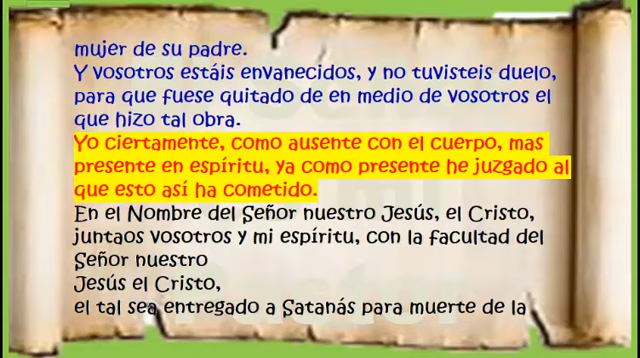 mujer de su padre.
Y vosotros estáis envanecidos, y no tuvisteis duelo,
para que fuese quitado de en medio de vosotros el
que hizo tal obra.
Yo ciertamente, como ausente con el cuerpo, mas
presente en espíritu, ya como presente he juzgado al
que esto así ha cometido.
En el Nombre del Señor nuestro Jesús, el Cristo,
juntaos vosotros y mi espíritu, con la facultad del
Señor nuestro
Jesús el Cristo,
el tal sea entregado a Satanás para muerte de la